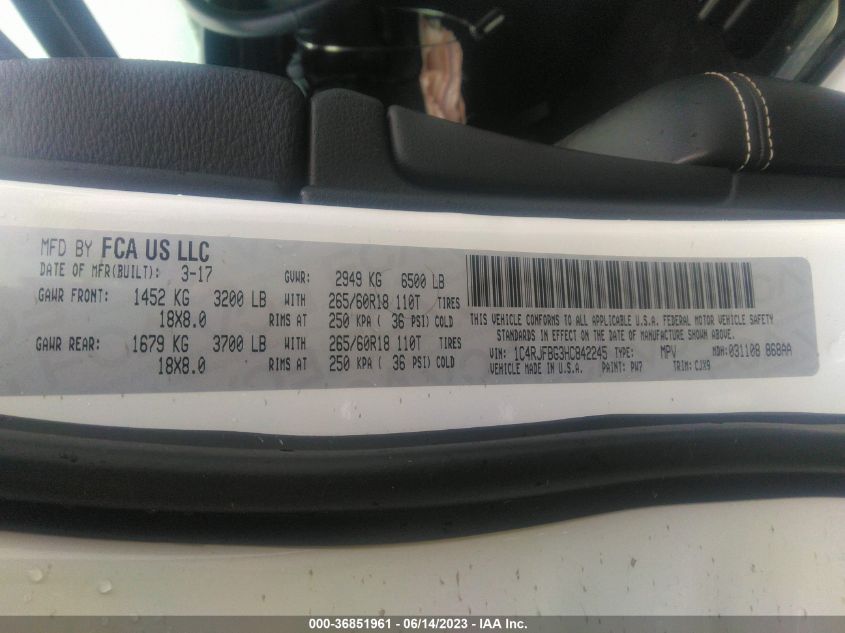 MFD BY FCA US LLC
DATE OF MFR(BUILT): 3-17 GVWR: 2949 KG 6500 LB
GAWR FRONT: 1452 KG 3200 LB WITH 265/60R18 110T TIRES
18X8.0 RIMS AT 250 KPA ( 36 PSI) COLD
GAWR REAR: 1679 KG 3700 LB WITH 265/60R18 110T TIRES
18X8.0 RIMS AT 250 KPA ( 36 PSI) COLD
THIS VEHICLE CONFORMS TO ALL APPLICABLE U.S.A. FEDERAL MOTOR VEHICLE SAFETY
STANDARDS IN EFFECT ON THE DATE OF MANUFACTURE SHOWN ABOVE.
VIN: 1C4RJFBG3HC842245 TYPE: MPV MDH:031108 868AA
VEHICLE MADE IN U.S.A. PAINT: PW7 TRIM: CJX9
000-36851961 - 06/14/2023 - IAA Inc.